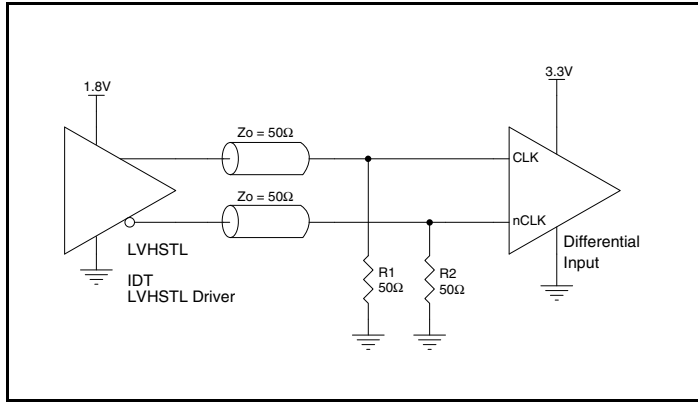 1.8V
3.3V
Zo = 50Ω
CLK
Zo = 50Ω
nCLK
LVHSTL
IDT
LVHSTL Driver
R1
50Ω
R2
50Ω
Differential
Input